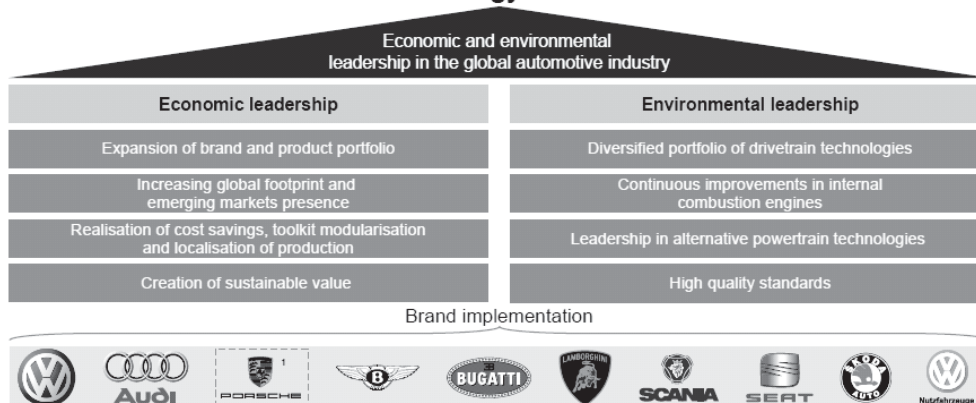 Economic and environmental
leadership in the global automotive industry
Economic leadership
Environmental leadership
Expansion of brand and product portfolio
Diversified portfolio of drivetrain technologies
Increasing global footprint and
emerging markets presence
Continuous improvements in internal
combustion engines
Realisation of cost savings, toolkit modularisation
and localisation of production
Leadership in alternative powertrain technologies
Creation of sustainable value
High quality standards
Brand implementation
Audi
PORSCHE 1
B
BUGATTI
LAMBORGHINI
SCANIA
SEAT
SKODA
AUTO
Nutzfahrzeuge